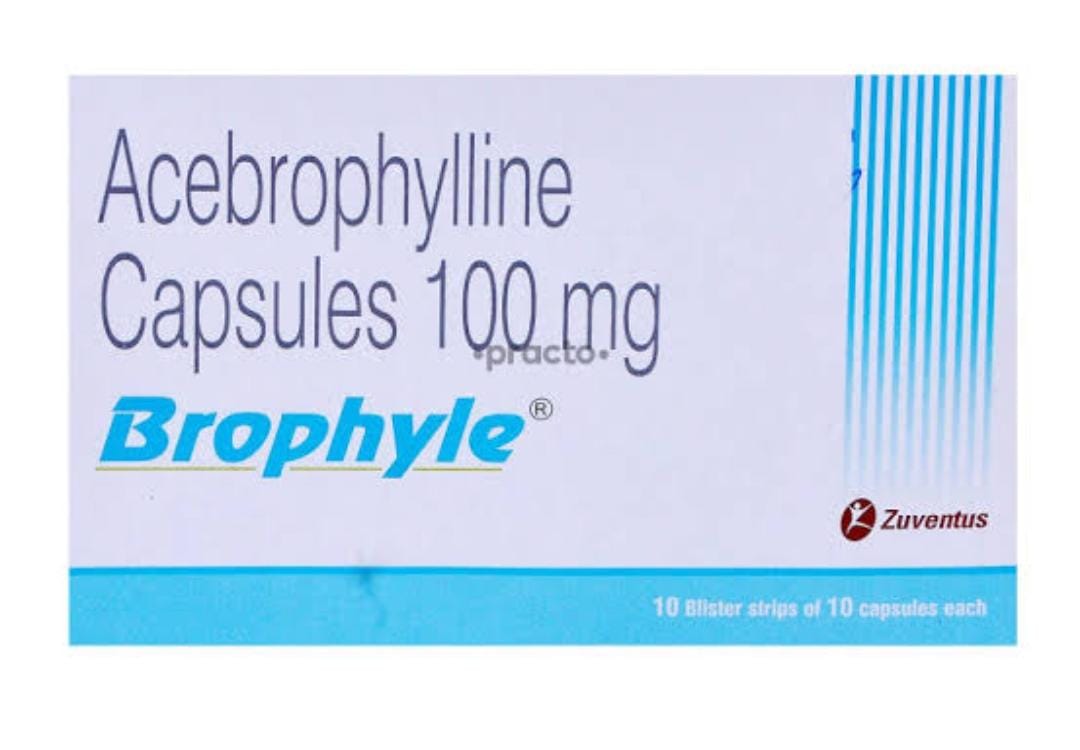 Acebrophylline
Capsules 100 mg
•practo•
Brophyle®
Zuventus
10 Blister strips of 10 capsules each